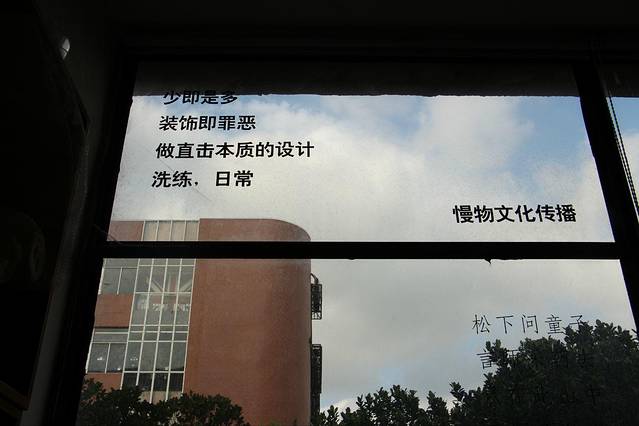 少即是多
装饰即罪恶
做直击本质的设计
洗练，日常
慢物文化传播
松下问童子
言